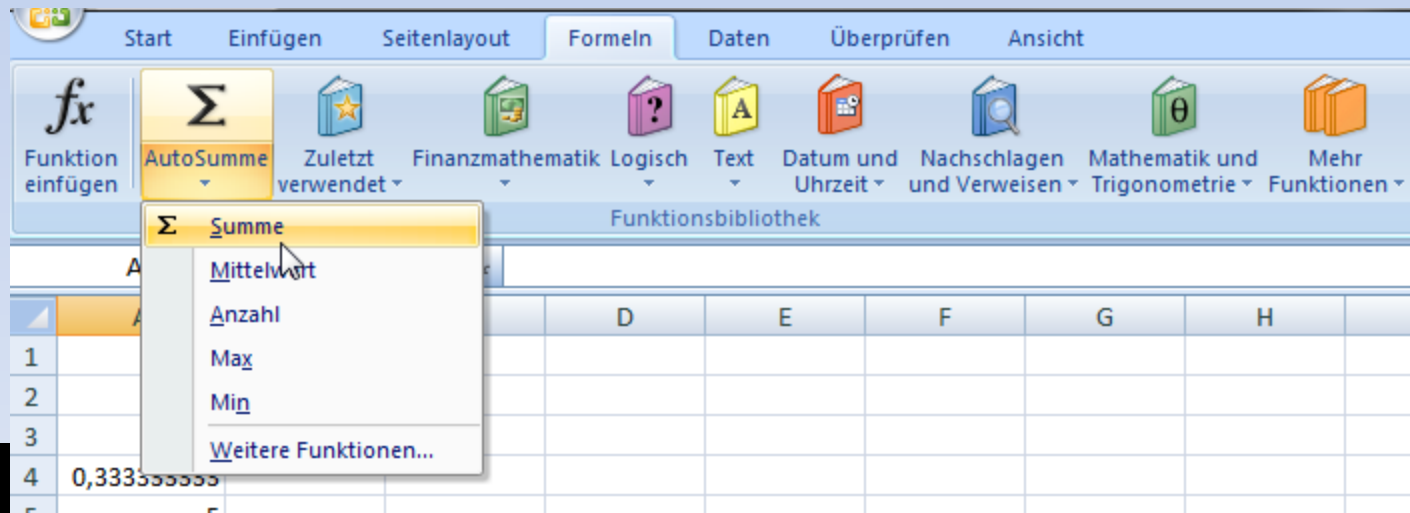 Start Einfügen Seitenlayout Formeln Daten Überprüfen Ansicht
fx Σ ? A θ
Funktion AutoSumme Zuletzt Finanzmathematik Logisch Text Datum und Nachschlagen Mathematik und Mehr
einfügen verwendet Uhrzeit und Verweisen Trigonometrie Funktionen
Funktionsbibliothek
Σ Summe
A
Mittelwert
A D E F G H
Anzahl
1
Max
2
Min
3
Weitere Funktionen...
4 0,333333333
5 5